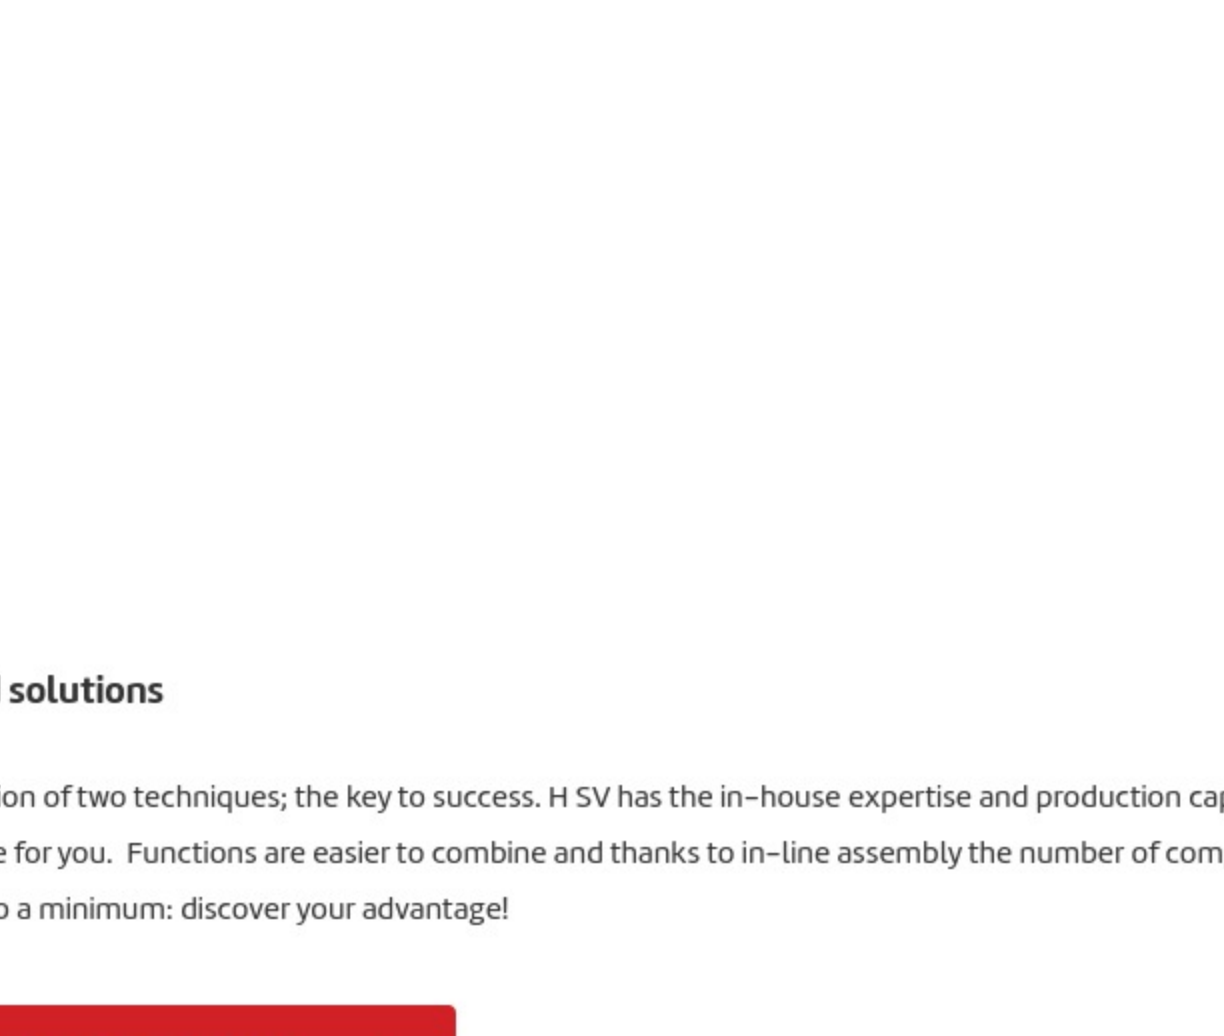 solutions
ion of two techniques; the key to success. H SV has the in-house expertise and production cap
e for you.  Functions are easier to combine and thanks to in-line assembly the number of com
o a minimum: discover your advantage!